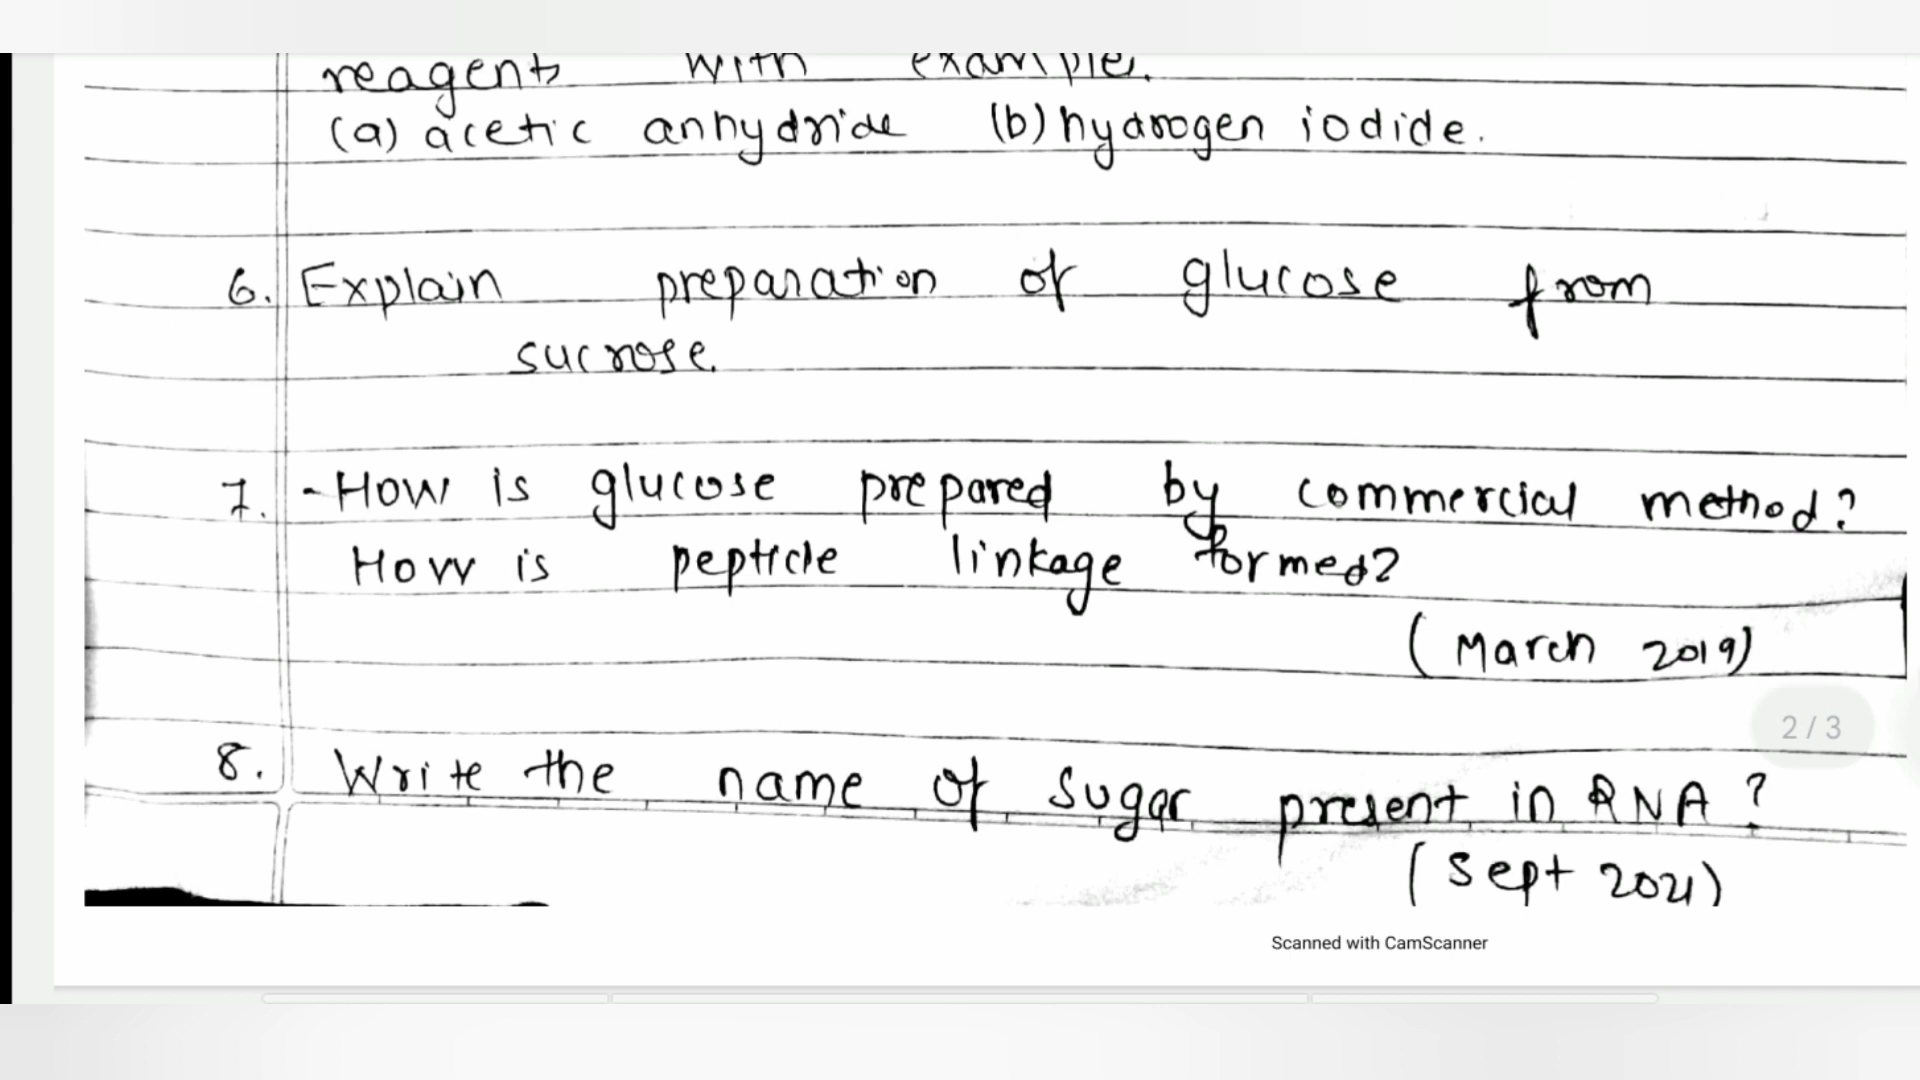 reagents with example.
(a) acetic anhydride (b) hydrogen iodide.
6. Explain preparation of glucose from
sucrose.
7. - How is glucose prepared by commercial method?
How is peptide linkage formed?
(March 2019)
2 / 3
8. Write the name of sugar present in RNA?
(Sept 2021)
Scanned with CamScanner